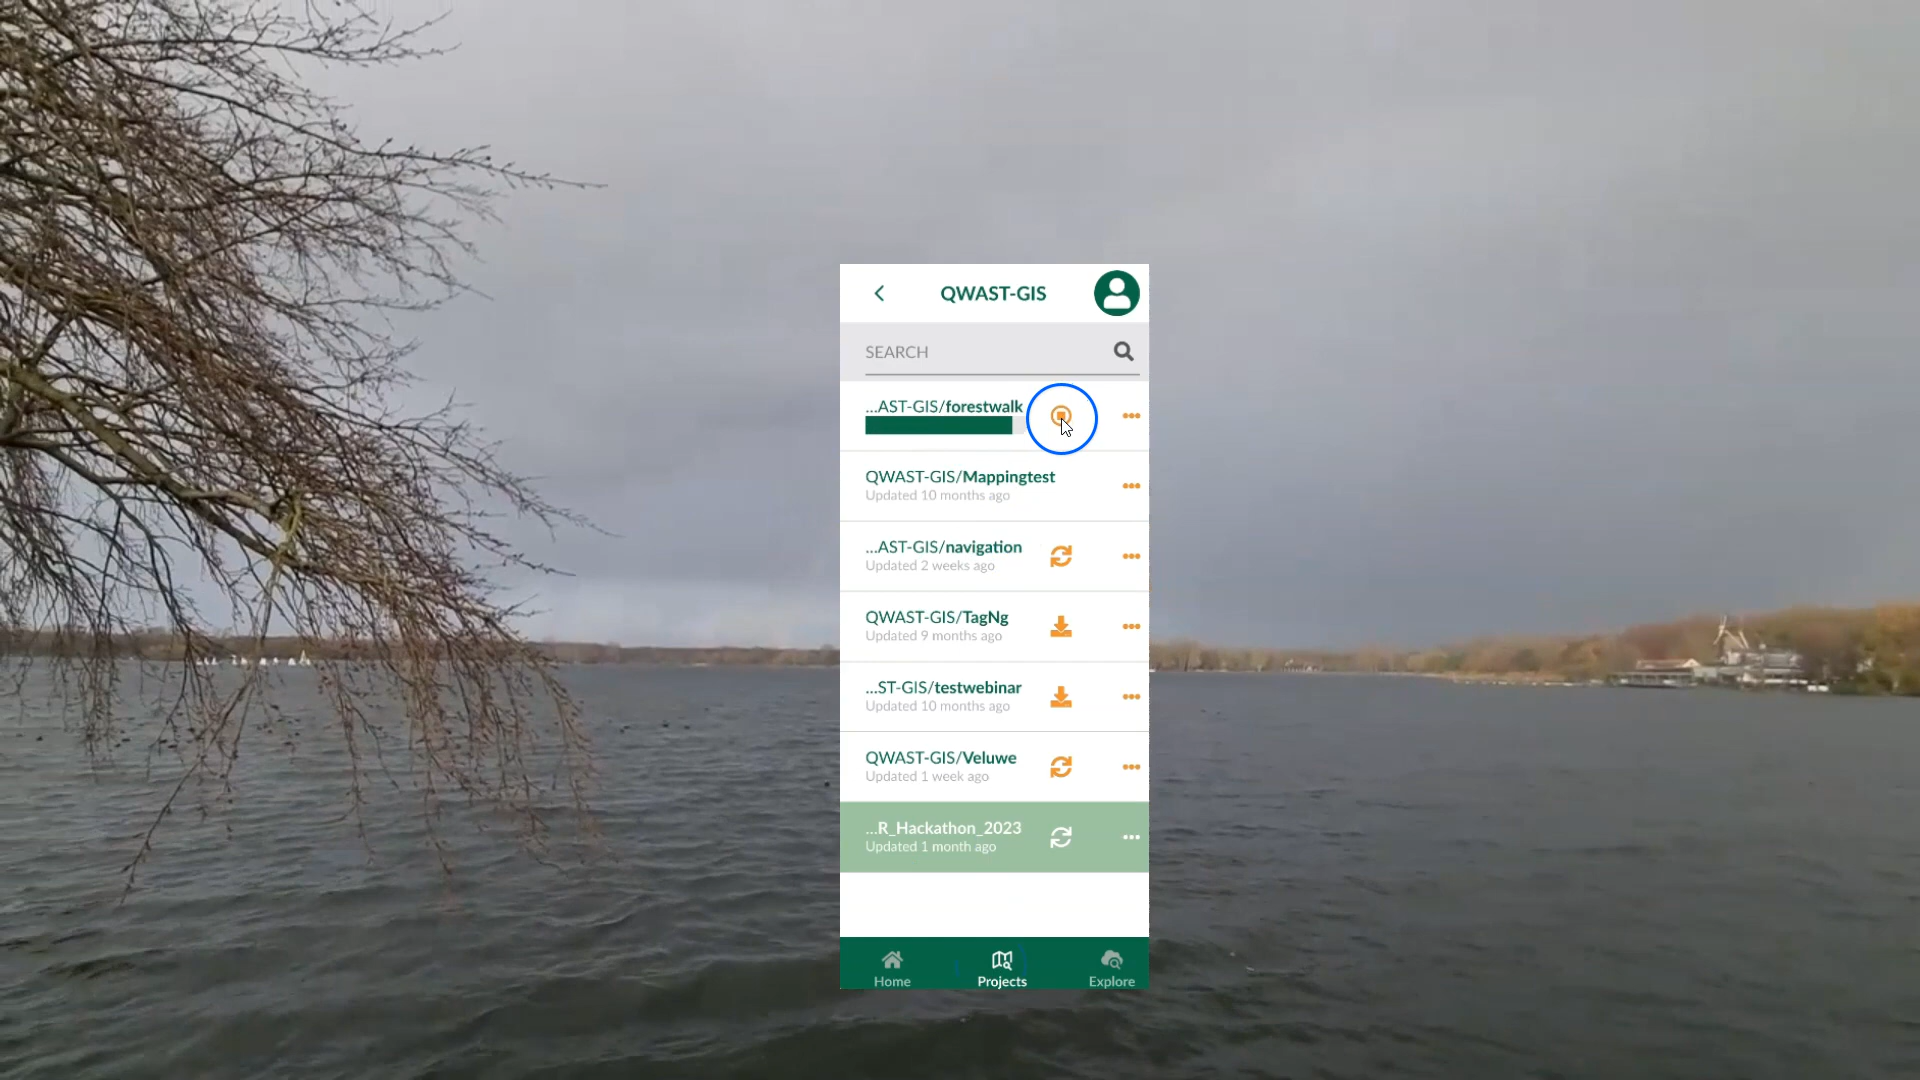 QWAST-GIS
SEARCH
...AST-GIS/forestwalk
QWAST-GIS/Mappingtest
Updated 10 months ago
...AST-GIS/navigation
Updated 2 weeks ago
QWAST-GIS/TagNg
Updated 9 months ago
...ST-GIS/testwebinar
Updated 10 months ago
QWAST-GIS/Veluwe
Updated 1 week ago
...R_Hackathon_2023
Updated 1 month ago
Home
Projects
Explore